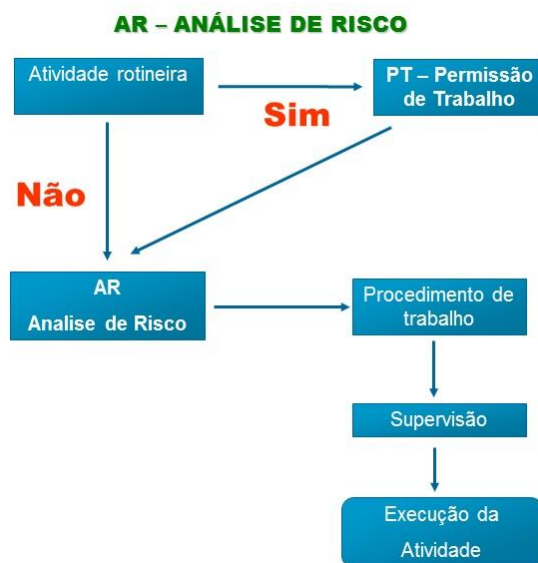 AR – ANÁLISE DE RISCO
Atividade rotineira
PT – Permissão
de Trabalho
Sim
Não
AR
Analise de Risco
Procedimento de
trabalho
Supervisão
Execução da
Atividade